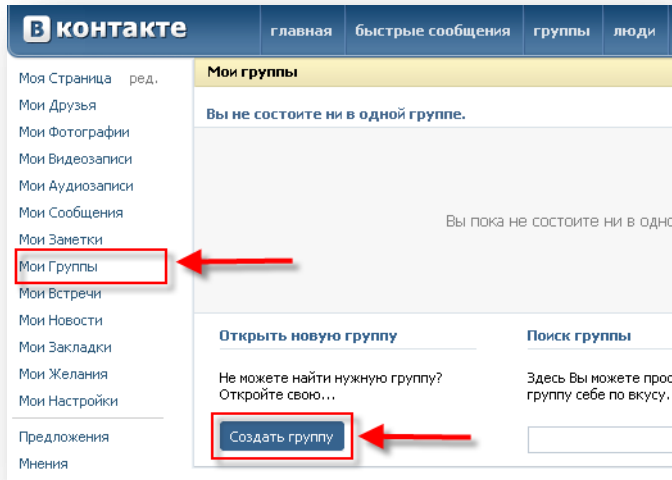 В контакте
главная быстрые сообщения группы люди
Моя Страница ред.
Мои Друзья
Мои Фотографии
Мои Видеозаписи
Мои Аудиозаписи
Мои Сообщения
Мои Заметки
Мои Группы
Мои Встречи
Мои Новости
Мои Закладки
Мои Желания
Мои Настройки
Предложения
Мнения
Мои группы
Вы не состоите ни в одной группе.
Вы пока не состоите ни в
Открыть новую группу
Не можете найти нужную группу?
Откройте свою...
Создать группу
Поиск группы
Здесь Вы можете
группу себе по вкусу.